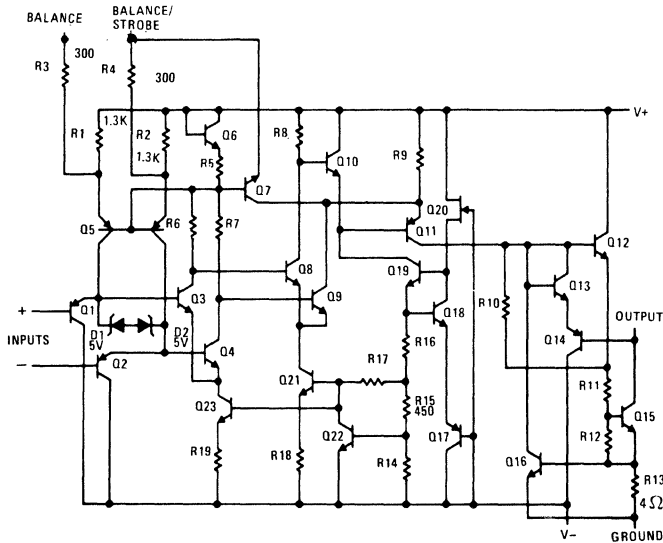 BALANCE
BALANCE/
STROBE
R3
300
R4
300
V+
R1
1.3K
R2
1.3K
Q6
R5
R8
Q10
R9
Q7
Q20
Q5
R6
R7
Q11
Q12
Q19
Q8
Q13
Q1
Q3
Q9
Q18
R10
OUTPUT
+
INPUTS
D1
5V
D2
5V
Q14
R16
−
Q2
Q4
R17
Q21
R11
Q15
R15
450
Q23
Q22
Q17
R12
Q16
R19
R18
R14
R13
4Ω
V−
GROUND